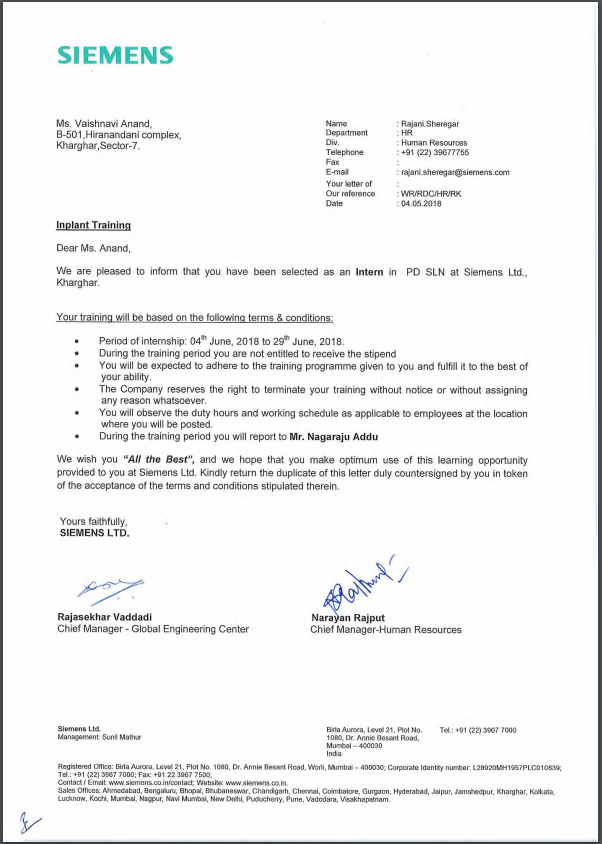 SIEMENS
Ms. Vaishnavi Anand,
B-501,Hiranandani complex,
Kharghar,Sector-7.
Name : Rajani.Sheregar
Department : HR
Div. : Human Resources
Telephone : +91 (22) 39677755
Fax :
E-mail : rajani.sheregar@siemens.com
Your letter of :
Our reference : WR/RDC/HR/RK
Date : 04.05.2018
Inplant Training
Dear Ms. Anand,
We are pleased to inform that you have been selected as an Intern in PD SLN at Siemens Ltd.,
Kharghar.
Your training will be based on the following terms & conditions:
• Period of internship: 04th June, 2018 to 29th June, 2018.
• During the training period you are not entitled to receive the stipend
• You will be expected to adhere to the training programme given to you and fulfill it to the best of
your ability.
• The Company reserves the right to terminate your training without notice or without assigning
any reason whatsoever.
• You will observe the duty hours and working schedule as applicable to employees at the location
where you will be posted.
• During the training period you will report to Mr. Nagaraju Addu
We wish you "All the Best", and we hope that you make optimum use of this learning opportunity
provided to you at Siemens Ltd. Kindly return the duplicate of this letter duly countersigned by you in token
of the acceptance of the terms and conditions stipulated therein.
Yours faithfully,
SIEMENS LTD.
Rajasekhar Vaddadi
Chief Manager - Global Engineering Center
Narayan Rajput
Chief Manager-Human Resources
Siemens Ltd.
Management: Sunil Mathur
Birla Aurora, Level 21, Plot No.
1080, Dr. Annie Besant Road,
Mumbai – 400030
India
Tel.: +91 (22) 3967 7000
Registered Office: Birla Aurora, Level 21, Plot No. 1080, Dr. Annie Besant Road, Worli, Mumbai – 400030; Corporate Identity number: L28920MH1957PLC010839;
Tel.: +91 (22) 3967 7000; Fax: +91 22 3967 7500;
Contact / Email: www.siemens.co.in/contact; Website: www.siemens.co.in.
Sales Offices: Ahmedabad, Bengaluru, Bhopal, Bhubaneswar, Chandigarh, Chennai, Coimbatore, Gurgaon, Hyderabad, Jaipur, Jamshedpur, Kharghar, Kolkata,
Lucknow, Kochi, Mumbai, Nagpur, Navi Mumbai, New Delhi, Puducherry, Pune, Vadodara, Visakhapatnam.